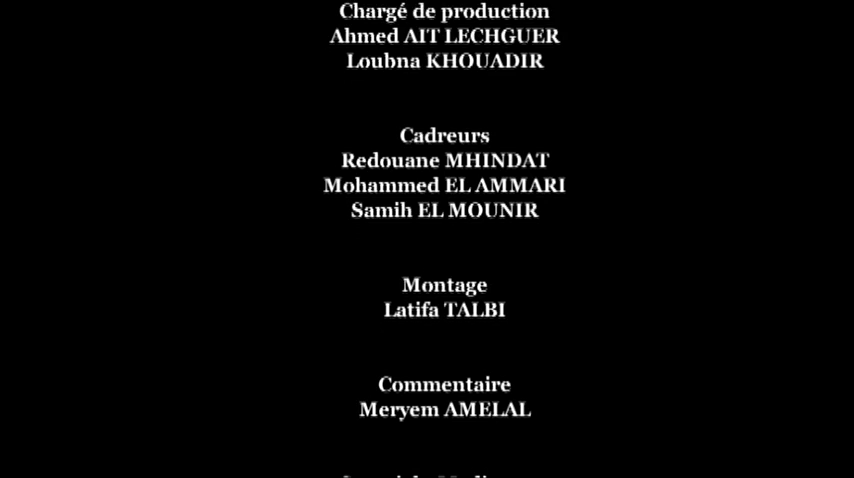 Chargé de production
Ahmed AIT LECHGUER
Loubna KHOUADIR
Cadreurs
Redouane MHINDAT
Mohammed EL AMMARI
Samih EL MOUNIR
Montage
Latifa TALBI
Commentaire
Meryem AMELAL